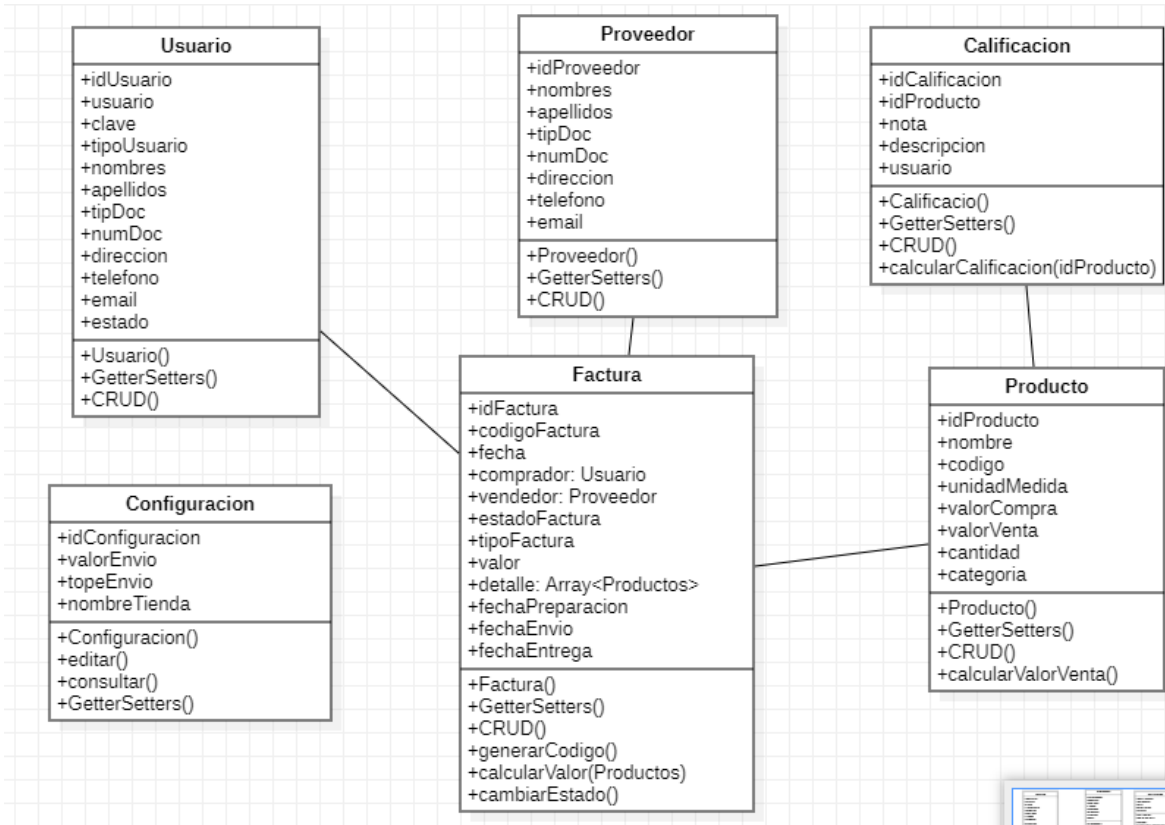 Usuario
+idUsuario
+usuario
+clave
+tipoUsuario
+nombres
+apellidos
+tipDoc
+numDoc
+direccion
+telefono
+email
+estado
+Usuario()
+GetterSetters()
+CRUD()
Proveedor
+idProveedor
+nombres
+apellidos
+tipDoc
+numDoc
+direccion
+telefono
+email
+Proveedor()
+GetterSetters()
+CRUD()
Calificacion
+idCalificacion
+idProducto
+nota
+descripcion
+usuario
+Calificacio()
+GetterSetters()
+CRUD()
+calcularCalificacion(idProducto)
Configuracion
+idConfiguracion
+valorEnvio
+topeEnvio
+nombreTienda
+Configuracion()
+editar()
+consultar()
+GetterSetters()
Factura
+idFactura
+codigoFactura
+fecha
+comprador: Usuario
+vendedor: Proveedor
+estadoFactura
+tipoFactura
+valor
+detalle: Array<Productos>
+fechaPreparacion
+fechaEnvio
+fechaEntrega
+Factura()
+GetterSetters()
+CRUD()
+generarCodigo()
+calcularValor(Productos)
+cambiarEstado()
Producto
+idProducto
+nombre
+codigo
+unidadMedida
+valorCompra
+valorVenta
+cantidad
+categoria
+Producto()
+GetterSetters()
+CRUD()
+calcularValorVenta()